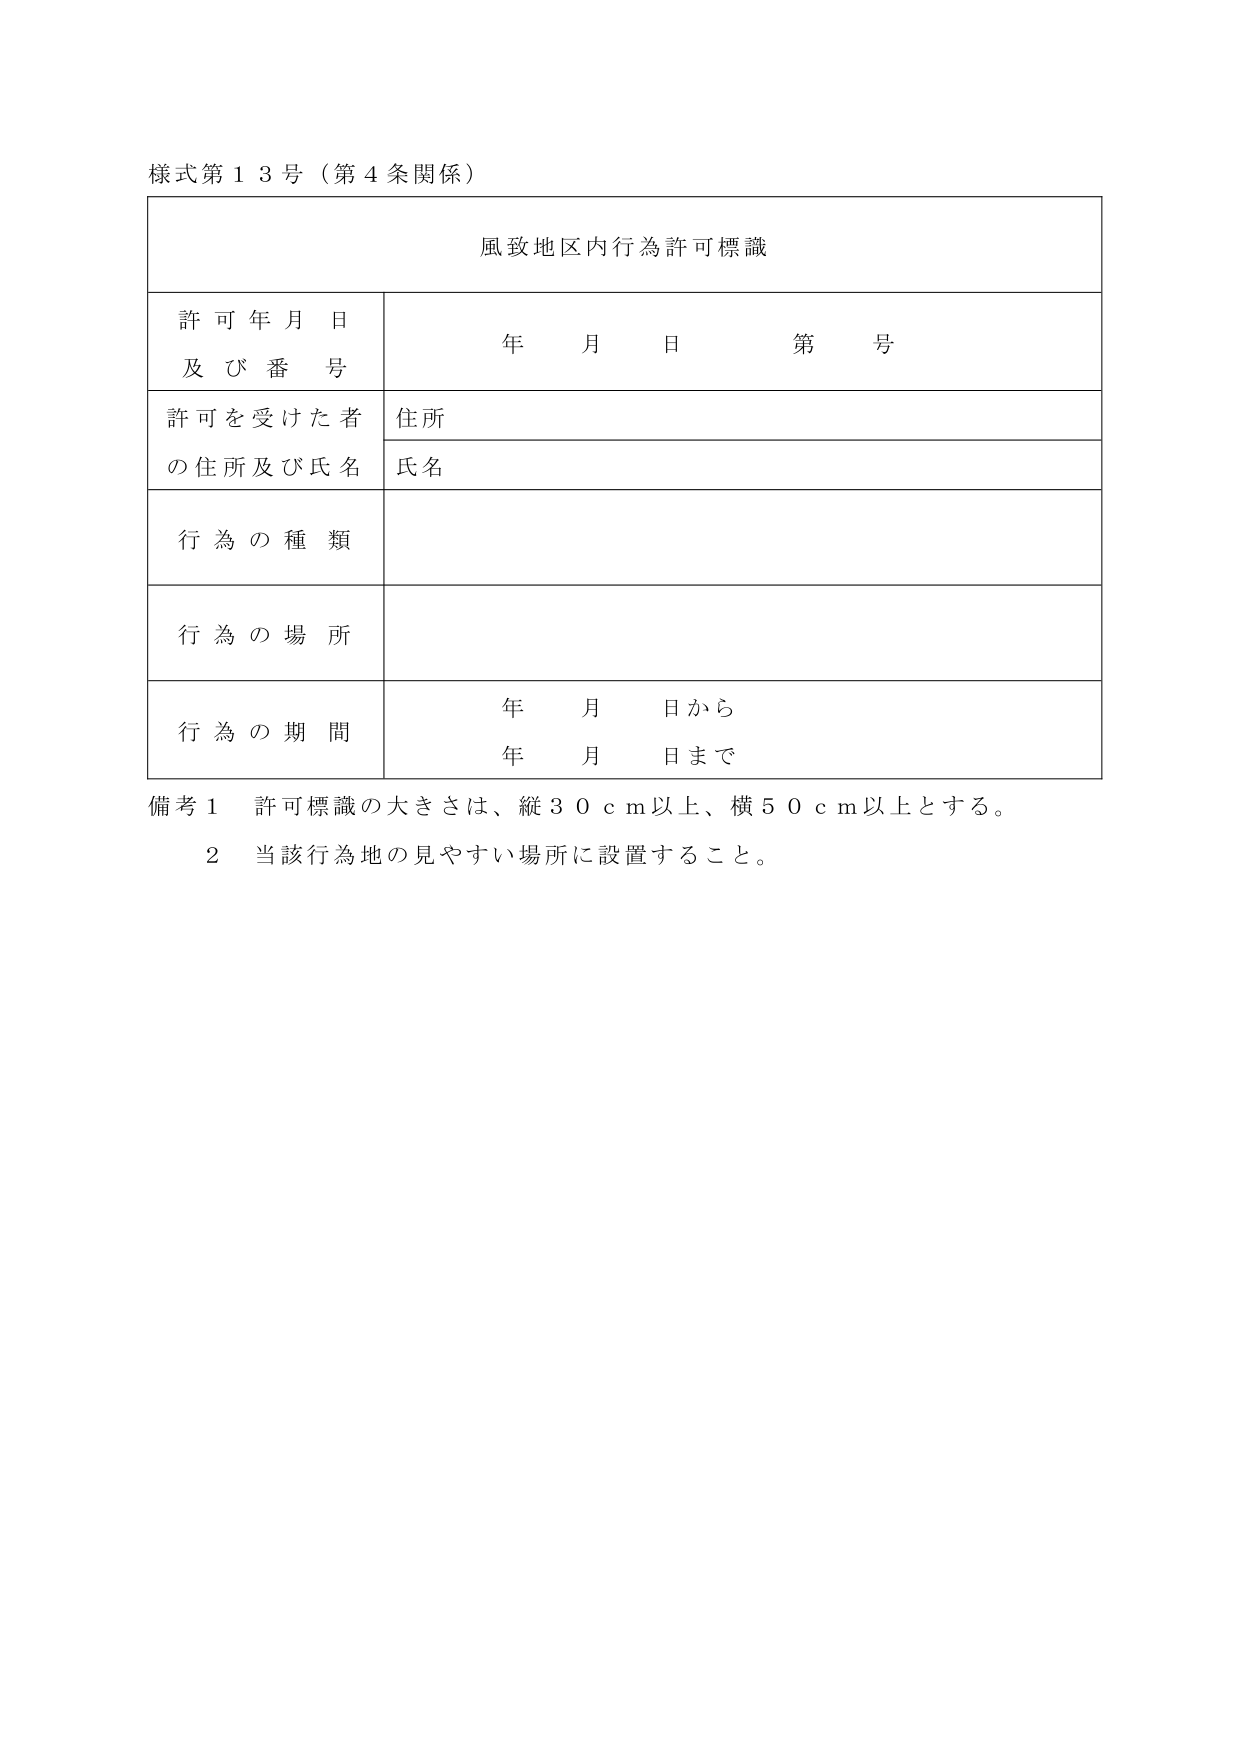 様式第１３号（第４条関係）
風致地区内行為許可標識
許可年月日
及び番号
年　月　日　　第　号
許可を受けた者
の住所及び氏名
住所
氏名
行為の種類
行為の場所
行為の期間
年　月　日から
年　月　日まで
備考１　許可標識の大きさは、縦３０ｃｍ以上、横５０ｃｍ以上とする。
２　当該行為地の見やすい場所に設置すること。